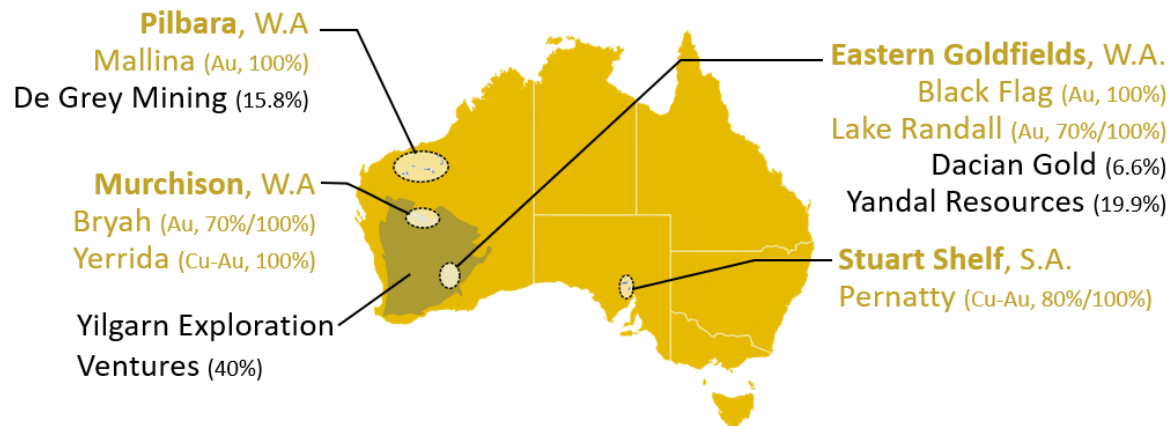 Pilbara, W.A
Mallina (Au, 100%)
De Grey Mining (15.8%)
Murchison, W.A
Bryah (Au, 70%/100%)
Yerrida (Cu-Au, 100%)
Yilgarn Exploration
Ventures (40%)
Eastern Goldfields, W.A.
Black Flag (Au, 100%)
Lake Randall (Au, 70%/100%)
Dacian Gold (6.6%)
Yandal Resources (19.9%)
Stuart Shelf, S.A.
Pernatty (Cu-Au, 80%/100%)